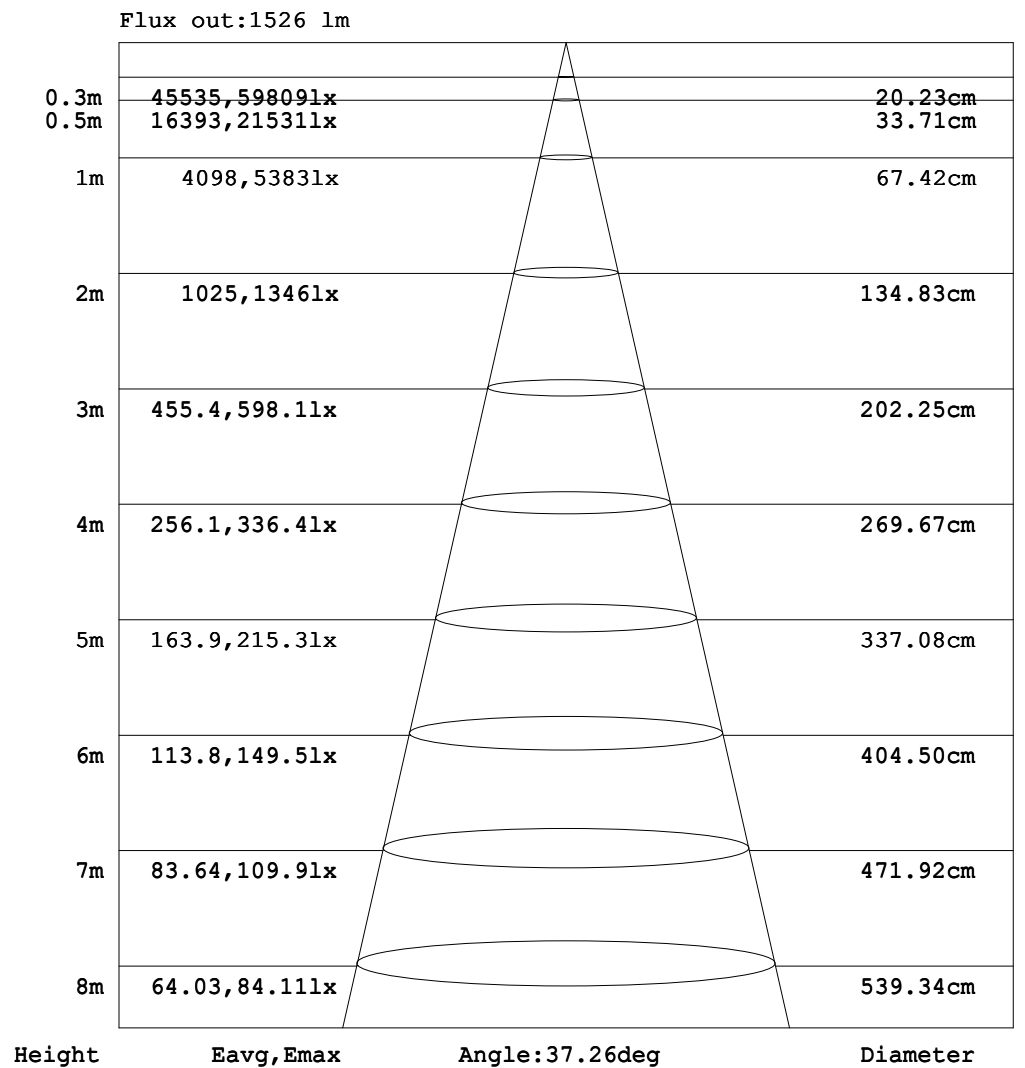 Flux out:1526 lm
0.3m 45535,59809lx 20.23cm
0.5m 16393,21531lx 33.71cm
1m 4098,5383lx 67.42cm
2m 1025,1346lx 134.83cm
3m 455.4,598.1lx 202.25cm
4m 256.1,336.4lx 269.67cm
5m 163.9,215.3lx 337.08cm
6m 113.8,149.5lx 404.50cm
7m 83.64,109.9lx 471.92cm
8m 64.03,84.11lx 539.34cm
Height Eavg,Emax Angle:37.26deg Diameter